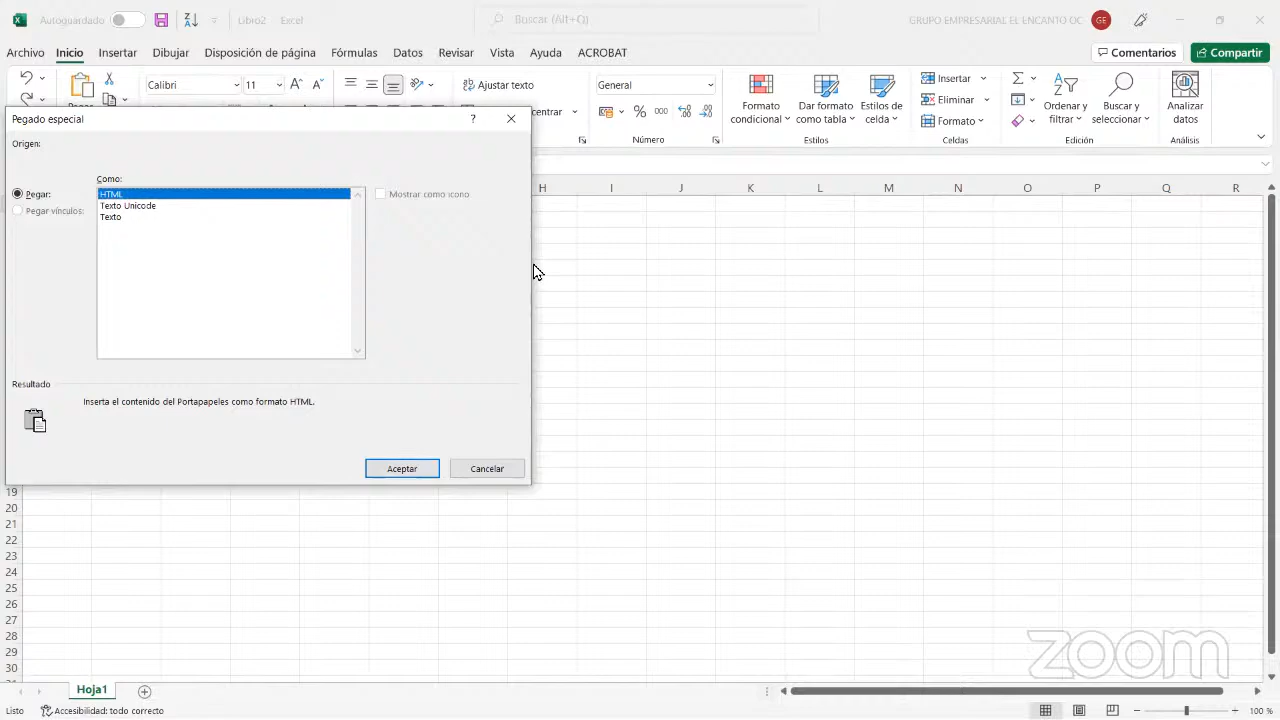 Autoguardado
Libro2 Excel
Buscar (Alt+Q)
GRUPO EMPRESARIAL EL ENCANTO OC
GE
Archivo Inicio Insertar Dibujar Disposición de página Fórmulas Datos Revisar Vista Ayuda ACROBAT
Comentarios
Compartir
Calibri 11
Ajustar texto
General
Formato condicional
Dar formato como tabla
Estilos de celda
Insertar
Eliminar
Formato
Ordenar y filtrar
Buscar y seleccionar
Analizar datos
Número
Estilos
Celdas
Edición
Análisis
Pegado especial
Origen:
Como:
Pegar:
Pegar vínculos:
HTML
Texto Unicode
Texto
Mostrar como icono
Resultado
Inserta el contenido del Portapapeles como formato HTML.
Aceptar
Cancelar
H I J K L M N O P Q R
19
20
21
22
23
24
25
26
27
28
29
30
zoom
Hoja1
Listo
Accesibilidad: todo correcto
100 %